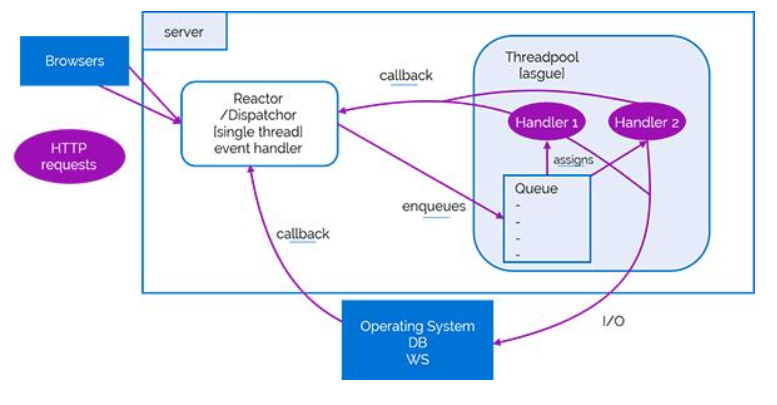 server
Browsers
Threadpool
[asgue]
callback
Reactor
/Dispatchor
[single thread]
event handler
Handler 1
Handler 2
HTTP
requests
assigns
Queue
-
-
-
-
enqueues
callback
I/O
Operating System
DB
WS